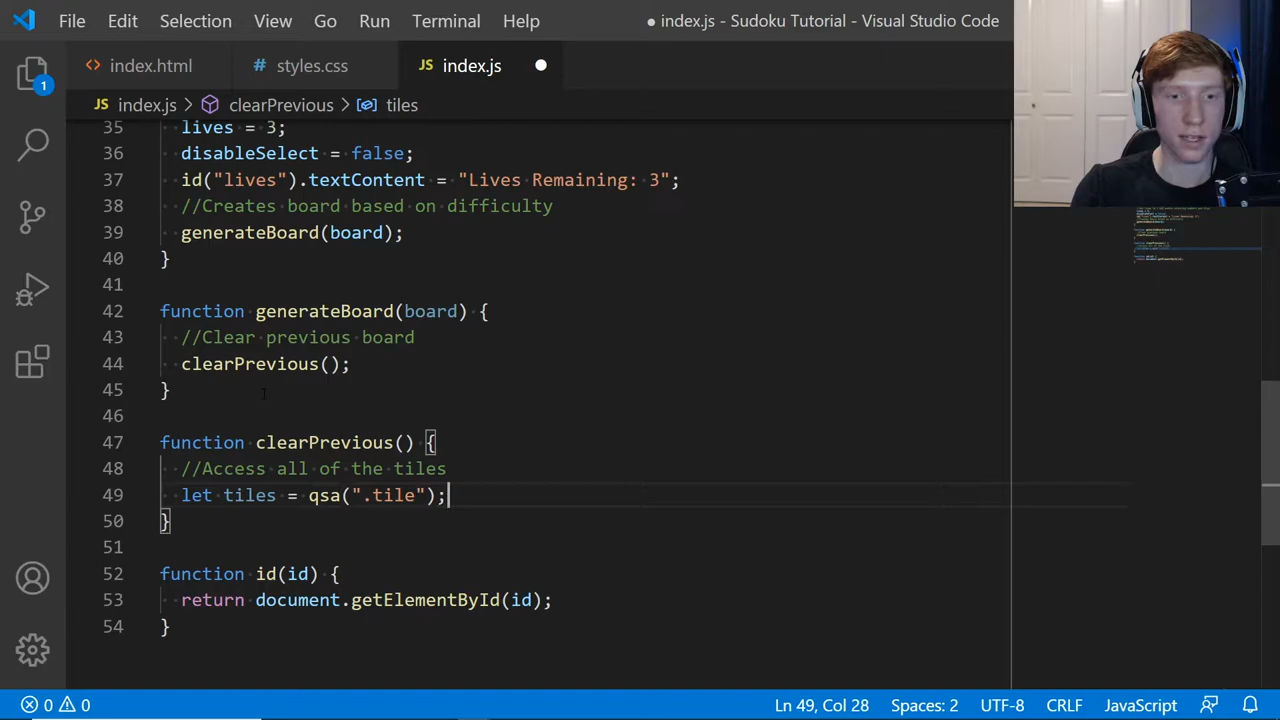 File Edit Selection View Go Run Terminal Help ● index.js - Sudoku Tutorial - Visual Studio Code
index.html styles.css JS index.js
JS index.js > clearPrevious > tiles
1
35 lives = 3;
36 disableSelect = false;
37 id("lives").textContent = "Lives Remaining: 3";
38 //Creates board based on difficulty
39 generateBoard(board);
40 }
41
42 function generateBoard(board) {
43 //Clear previous board
44 clearPrevious();
45 }
46
47 function clearPrevious() {
48 //Access all of the tiles
49 let tiles = qsa(".tile");
50 }
51
52 function id(id) {
53 return document.getElementById(id);
54 }
0 0 Ln 49, Col 28 Spaces: 2 UTF-8 CRLF JavaScript